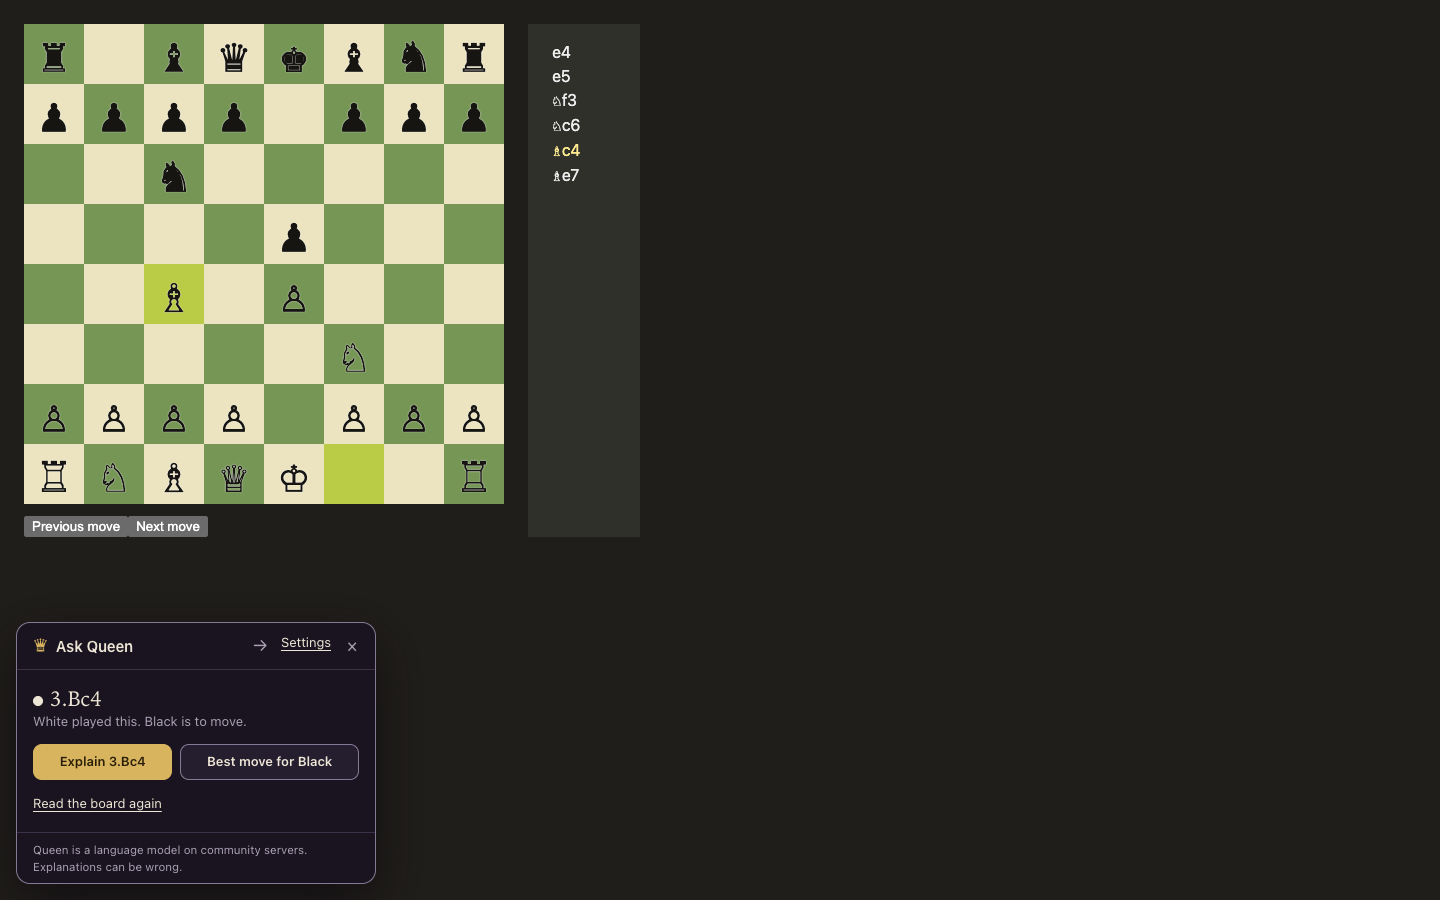 e4
e5
♘f3
♘c6
♗c4
♗e7
Previous move
Next move
Ask Queen
Settings
3.Bc4
White played this. Black is to move.
Explain 3.Bc4
Best move for Black
Read the board again
Queen is a language model on community servers.
Explanations can be wrong.